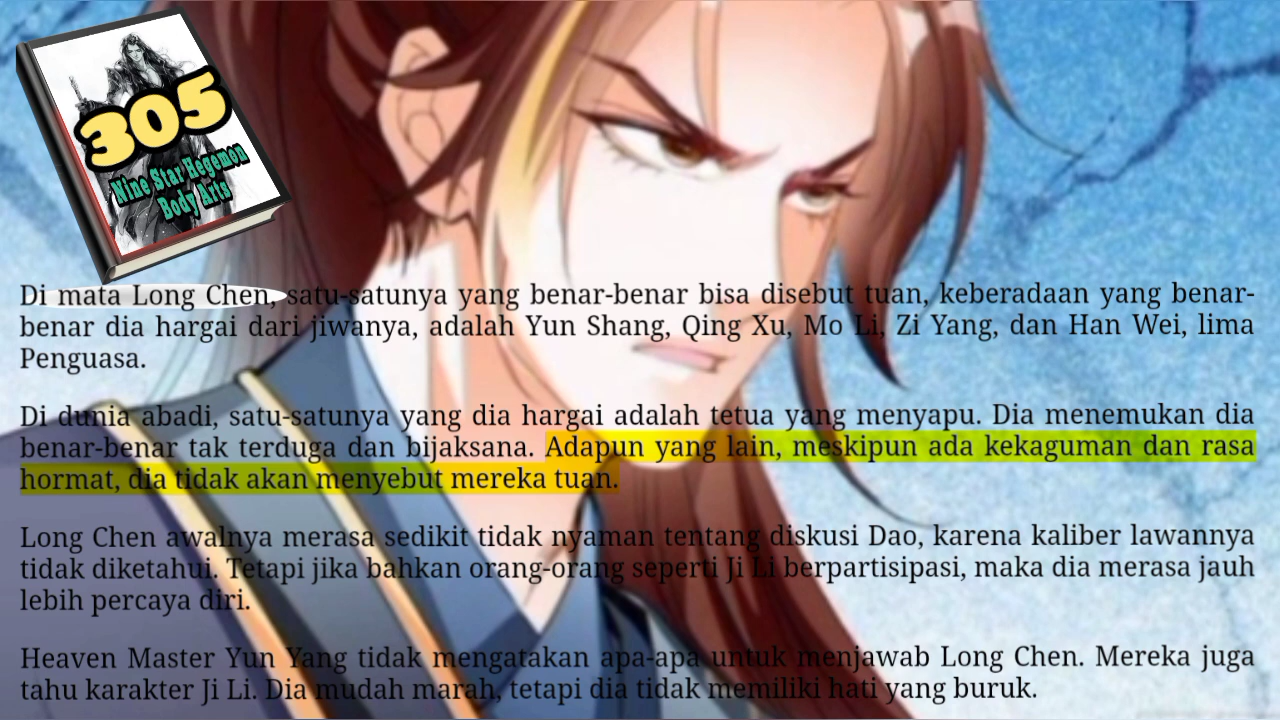 305
Nine Star Hegemon
Body Arts
Di mata Long Chen, satu-satunya yang benar-benar bisa disebut tuan, keberadaan yang benar-
benar dia hargai dari jiwanya, adalah Yun Shang, Qing Xu, Mo Li, Zi Yang, dan Han Wei, lima
Penguasa.
Di dunia abadi, satu-satunya yang dia hargai adalah tetua yang menyapu. Dia menemukan dia
benar-benar tak terduga dan bijaksana. Adapun yang lain, meskipun ada kekaguman dan rasa
hormat, dia tidak akan menyebut mereka tuan.
Long Chen awalnya merasa sedikit tidak nyaman tentang diskusi Dao, karena kaliber lawannya
tidak diketahui. Tetapi jika bahkan orang-orang seperti Ji Li berpartisipasi, maka dia merasa jauh
lebih percaya diri.
Heaven Master Yun Yang tidak mengatakan apa-apa untuk menjawab Long Chen. Mereka juga
tahu karakter Ji Li. Dia mudah marah, tetapi dia tidak memiliki hati yang buruk.